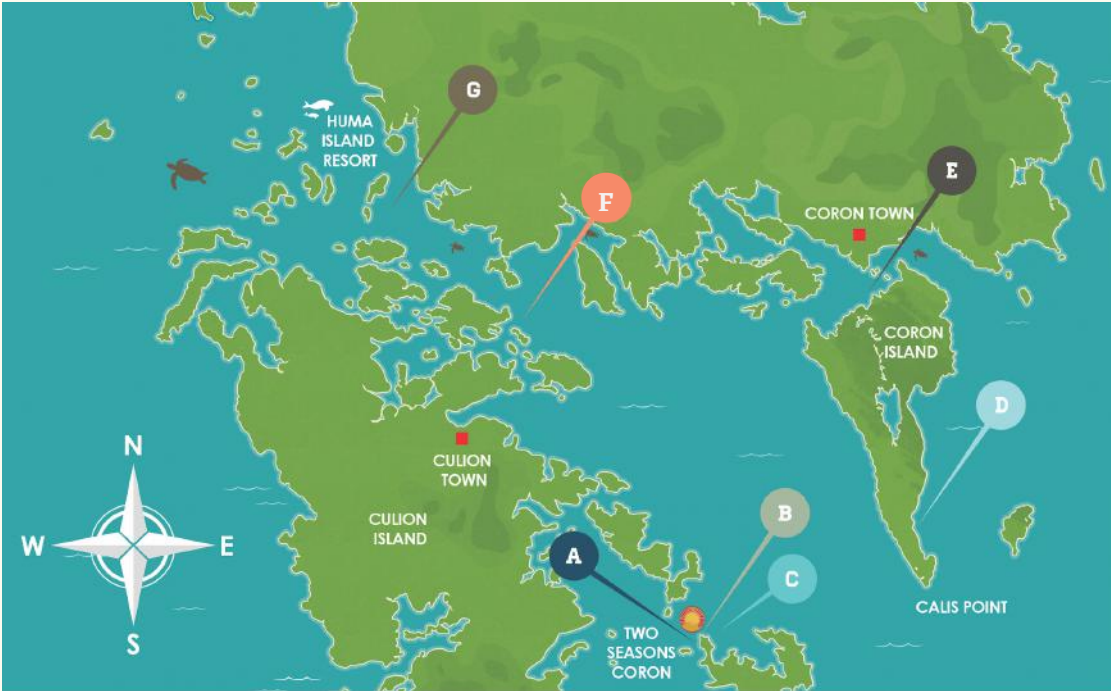 G
HUMA
ISLAND
RESORT
E
F
CORON TOWN
CORON
ISLAND
D
N
CULION
TOWN
B
CULION
ISLAND
W
E
A
C
CALIS POINT
S
TWO
SEASONS
CORON